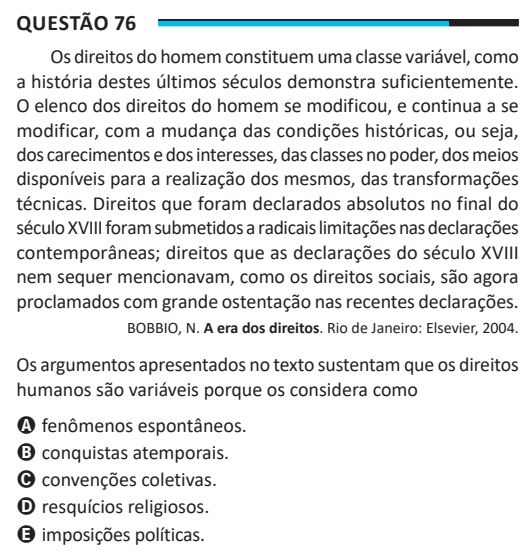 QUESTÃO 76
Os direitos do homem constituem uma classe variável, como
a história destes últimos séculos demonstra suficientemente.
O elenco dos direitos do homem se modificou, e continua a se
modificar, com a mudança das condições históricas, ou seja,
dos carecimentos e dos interesses, das classes no poder, dos meios
disponíveis para a realização dos mesmos, das transformações
técnicas. Direitos que foram declarados absolutos no final do
século XVIII foram submetidos a radicais limitações nas declarações
contemporâneas; direitos que as declarações do século XVIII
nem sequer mencionavam, como os direitos sociais, são agora
proclamados com grande ostentação nas recentes declarações.
BOBBIO, N. A era dos direitos. Rio de Janeiro: Elsevier, 2004.
Os argumentos apresentados no texto sustentam que os direitos
humanos são variáveis porque os considera como
A fenômenos espontâneos.
B conquistas atemporais.
C convenções coletivas.
D resquícios religiosos.
E imposições políticas.